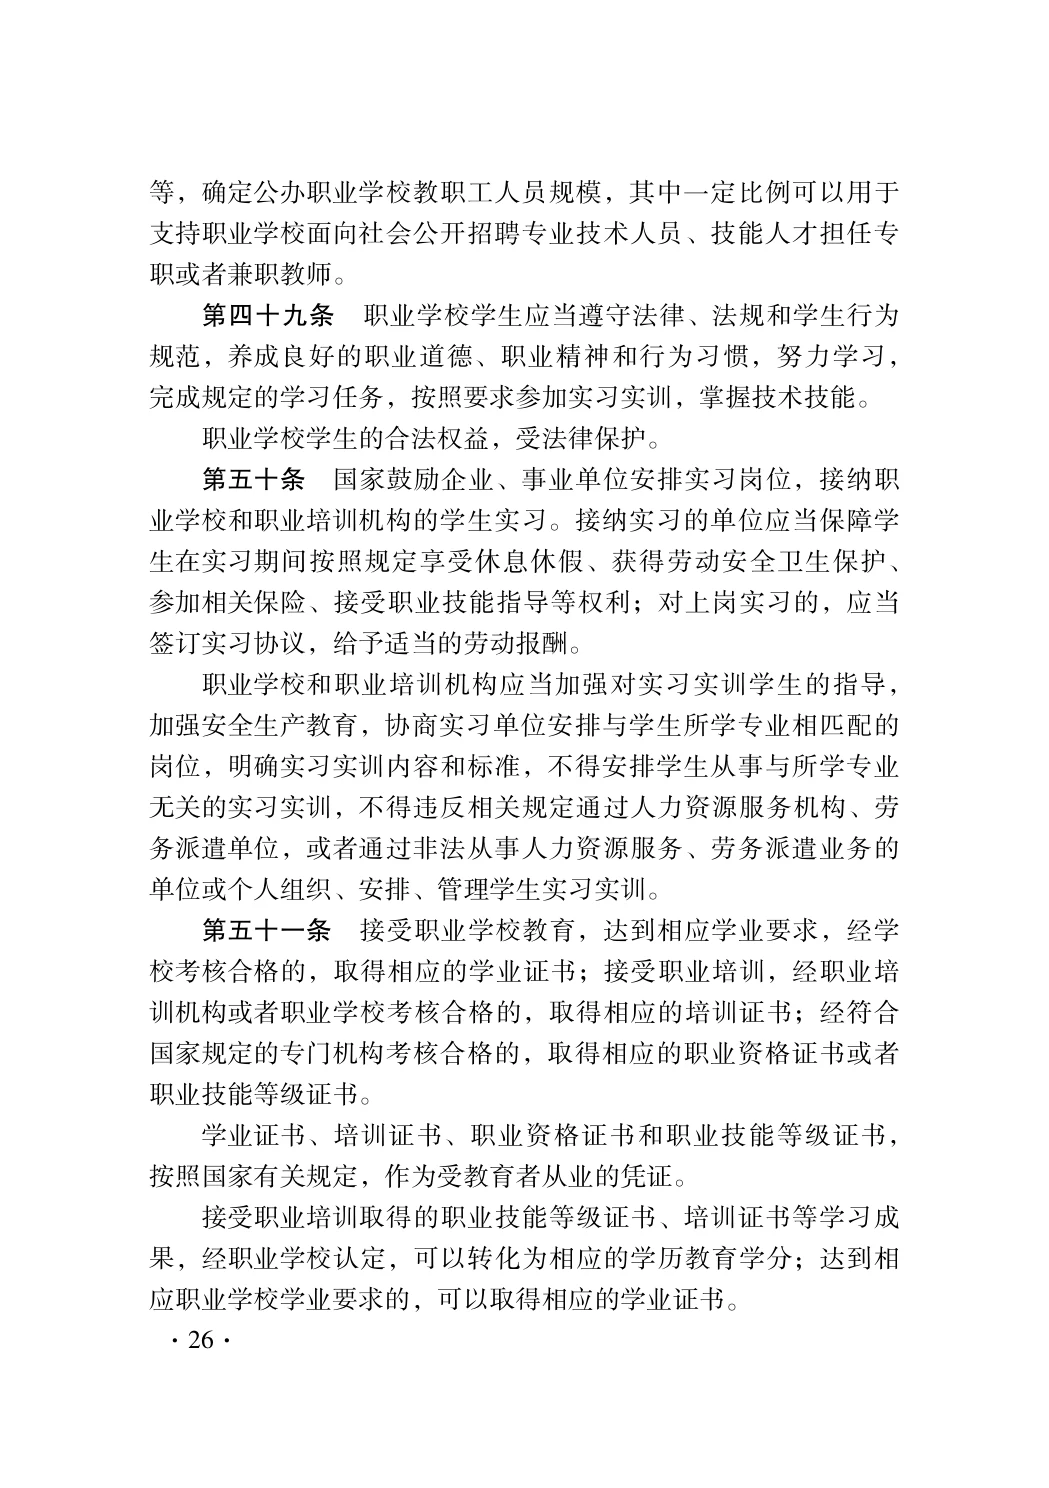 等，确定公办职业学校教职工人员规模，其中一定比例可以用于
支持职业学校面向社会公开招聘专业技术人员、技能人才担任专
职或者兼职教师。
第四十九条　职业学校学生应当遵守法律、法规和学生行为
规范，养成良好的职业道德、职业精神和行为习惯，努力学习，
完成规定的学习任务，按照要求参加实习实训，掌握技术技能。
职业学校学生的合法权益，受法律保护。
第五十条　国家鼓励企业、事业单位安排实习岗位，接纳职
业学校和职业培训机构的学生实习。接纳实习的单位应当保障学
生在实习期间按照规定享受休息休假、获得劳动安全卫生保护、
参加相关保险、接受职业技能指导等权利；对上岗实习的，应当
签订实习协议，给予适当的劳动报酬。
职业学校和职业培训机构应当加强对实习实训学生的指导，
加强安全生产教育，协商实习单位安排与学生所学专业相匹配的
岗位，明确实习实训内容和标准，不得安排学生从事与所学专业
无关的实习实训，不得违反相关规定通过人力资源服务机构、劳
务派遣单位，或者通过非法从事人力资源服务、劳务派遣业务的
单位或个人组织、安排、管理学生实习实训。
第五十一条　接受职业学校教育，达到相应学业要求，经学
校考核合格的，取得相应的学业证书；接受职业培训，经职业培
训机构或者职业学校考核合格的，取得相应的培训证书；经符合
国家规定的专门机构考核合格的，取得相应的职业资格证书或者
职业技能等级证书。
学业证书、培训证书、职业资格证书和职业技能等级证书，
按照国家有关规定，作为受教育者从业的凭证。
接受职业培训取得的职业技能等级证书、培训证书等学习成
果，经职业学校认定，可以转化为相应的学历教育学分；达到相
应职业学校学业要求的，可以取得相应的学业证书。
· 26 ·